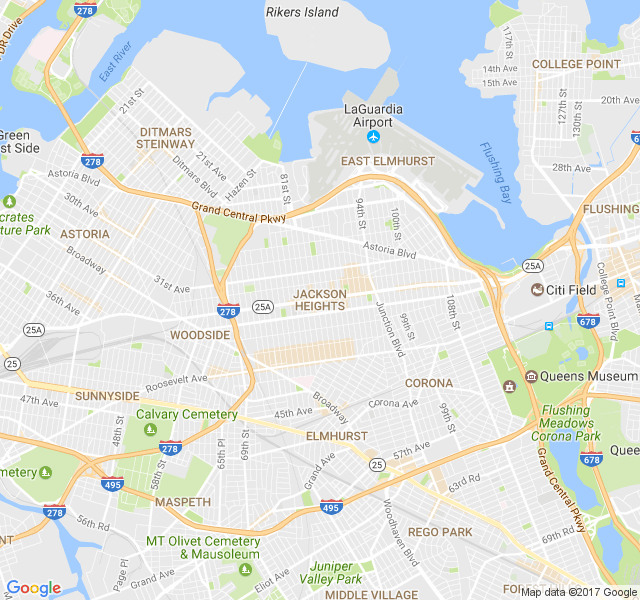 Rikers Island
278
FDR Drive
East River
117th St
14th Ave
15th Ave
COLLEGE POINT
127th St
130th St
20th Ave
21st St
LaGuardia
Airport
DITMARS
STEINWAY
EAST ELMHURST
Green
est Side
278
21st Ave
Ditmars Blvd
Hazen St
81st St
Flushing Bay
28th Ave
Astoria Blvd
30th Ave
94th St
100th St
FLUSHING
Grand Central Pkwy
crates
ture Park
ASTORIA
Broadway
Astoria Blvd
31st Ave
25A
College Point Blvd
36th Ave
JACKSON
HEIGHTS
Citi Field
25A
278
25A
108th St
Junction Blvd
99th St
678
WOODSIDE
25
Roosevelt Ave
CORONA
Queens Museum
47th Ave
SUNNYSIDE
Broadway
Corona Ave
99th St
Calvary Cemetery
45th Ave
Flushing
Meadows
Corona Park
48th St
65th Pl
69th St
ELMHURST
278
57th Ave
Queens
678
emetery
58th St
Grand Ave
25
Grand Central Pkwy
495
63rd Rd
MASPETH
495
278
56th Rd
Woodhaven Blvd
REGO PARK
69th Rd
MT Olivet Cemetery
& Mausoleum
NT
Page Pl
Grand Ave
Eliot Ave
Juniper
Valley Park
FOREST HILLS
Google
MIDDLE VILLAGE
Map data ©2017 Google